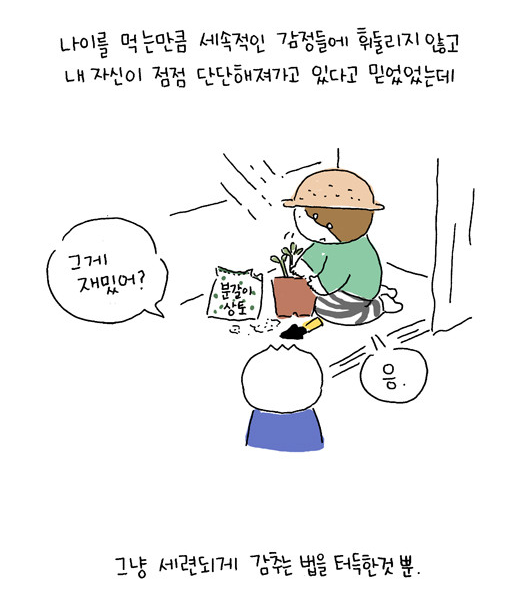 나이를 먹는만큼 세속적인 감정들에 휘둘리지 않고
내 자신이 점점 단단해져가고 있다고 믿었었는데
그게
재밌어?
분갈이
상토
음.
그냥 세련되게 감추는 법을 터득한것 뿐.